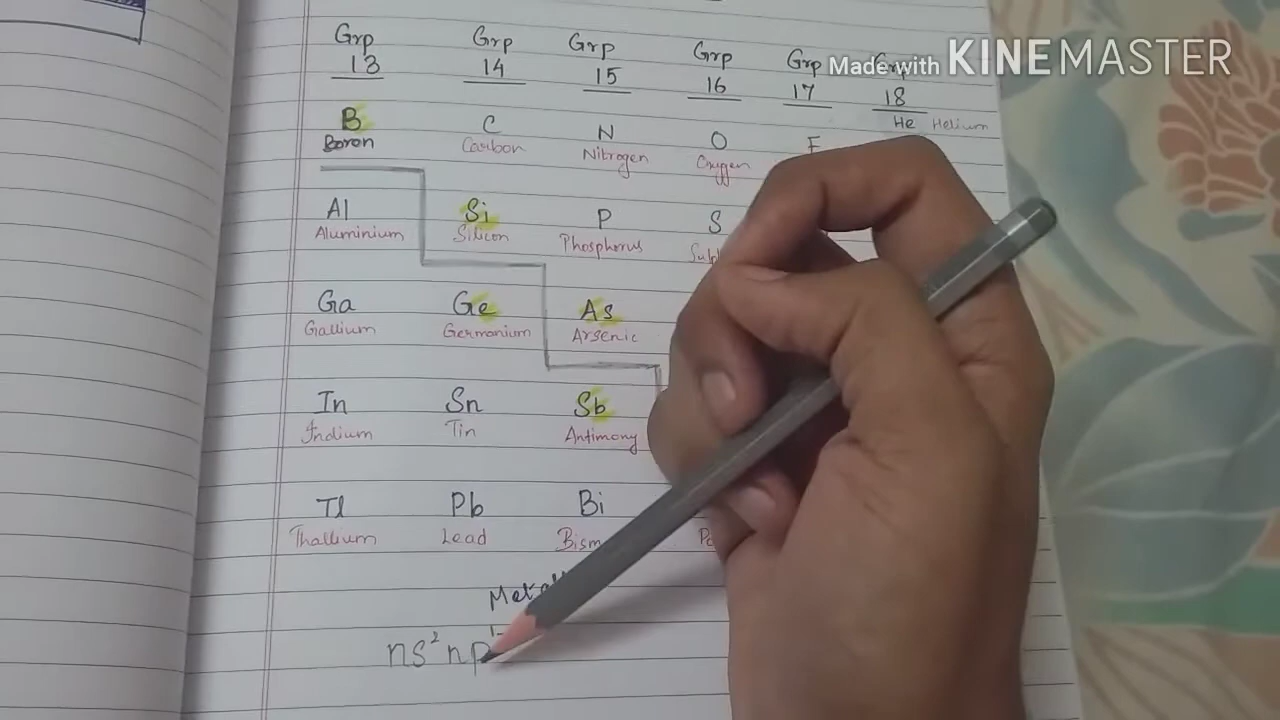 Made with KINEMASTER
Grp 13 Grp 14 Grp 15 Grp 16 Grp 17 18
He Helium
B C N O F
Boron Carbon Nitrogen Oxygen
Al Si P S
Aluminium Silicon Phosphorus
Ga Ge As
Gallium Germanium Arsenic
In Sn Sb
Indium Tin Antimony
Tl Pb Bi
Thallium Lead
ns² np